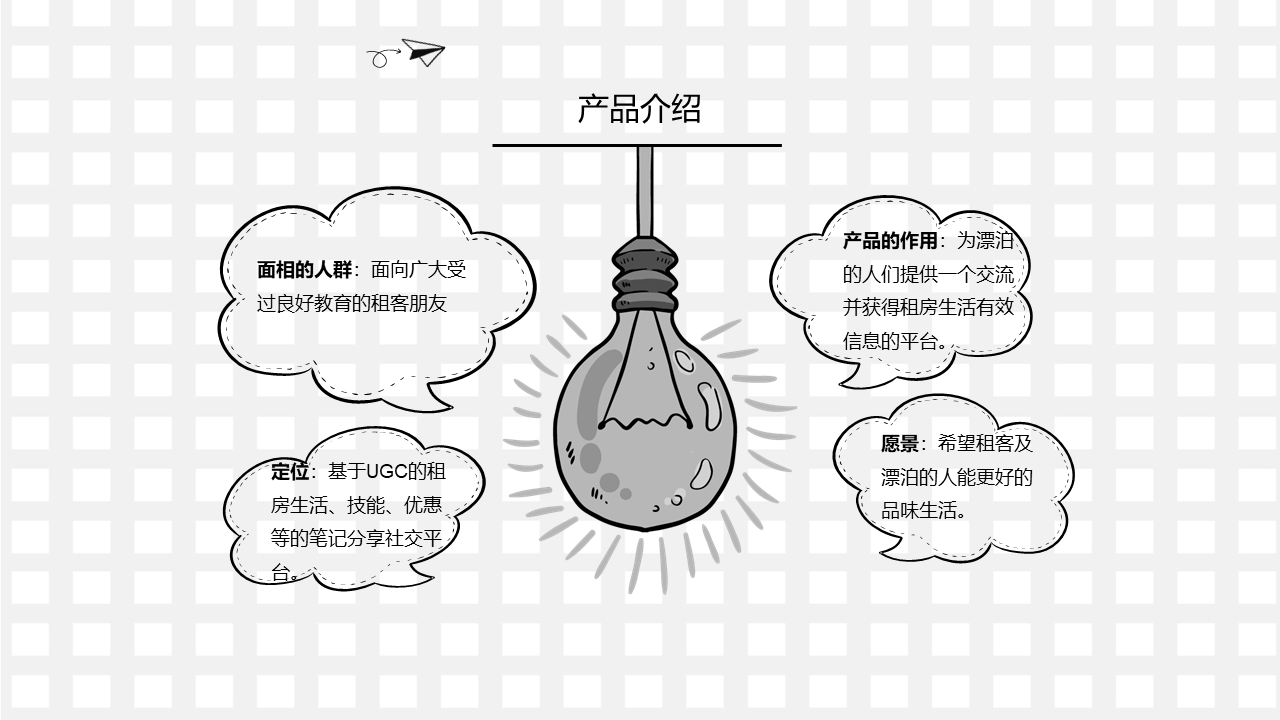 产品介绍
面相的人群：面向广大受
过良好教育的租客朋友
产品的作用：为漂泊
的人们提供一个交流
并获得租房生活有效
信息的平台。
定位：基于UGC的租
房生活、技能、优惠
等的笔记分享社交平
台。
愿景：希望租客及
漂泊的人能更好的
品味生活。